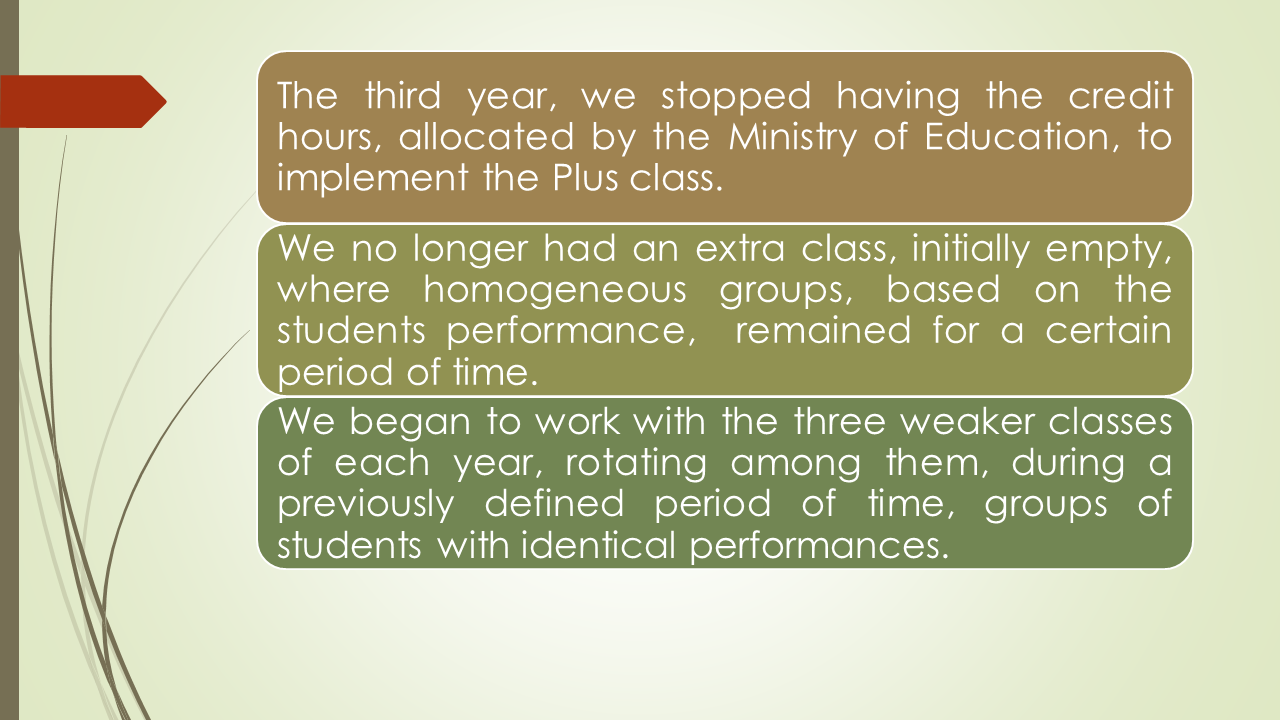 The third year, we stopped having the credit
hours, allocated by the Ministry of Education, to
implement the Plus class.
We no longer had an extra class, initially empty,
where homogeneous groups, based on the
students performance,  remained for a certain
period of time.
We began to work with the three weaker classes
of each year, rotating among them, during a
previously defined period of time, groups of
students with identical performances.